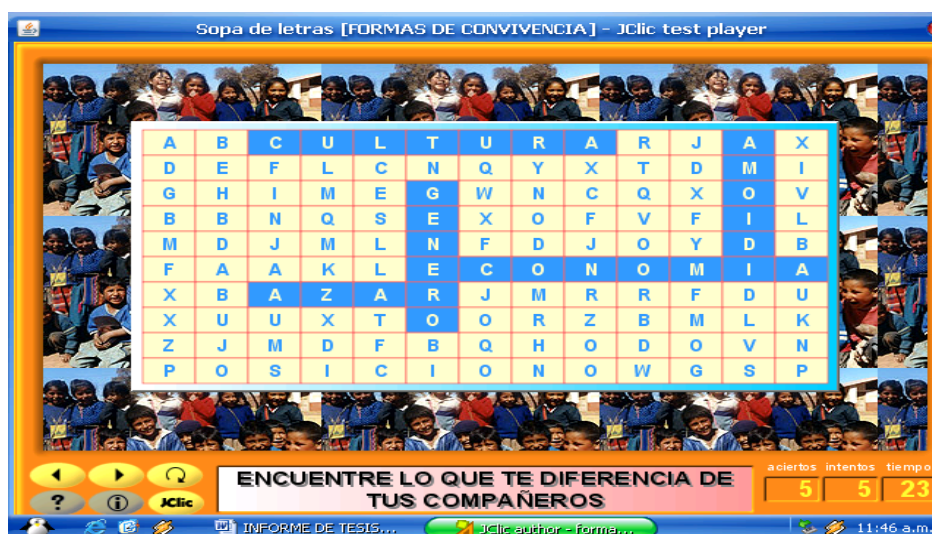 Sopa de letras [FORMAS DE CONVIVENCIA] - JClic test player
A B C U L T U R A R J A X
D E F L C N Q Y X T D M I
G H I M E G W N C Q X O V
B B N Q S E X O F V F I L
M D J M L N F D J O Y D B
F A A K L E C O N O M I A
X B A Z A R J M R R F D U
X U U X T O O R Z B M L K
Z J M D F B Q H O D O V N
P O S I C I O N O W G S P
aciertos intentos tiempo
ENCUENTRE LO QUE TE DIFERENCIA DE
TUS COMPAÑEROS
5 5 23
? i JClic
INFORME DE TESIS... JClic author - forma... 11:46 a.m.